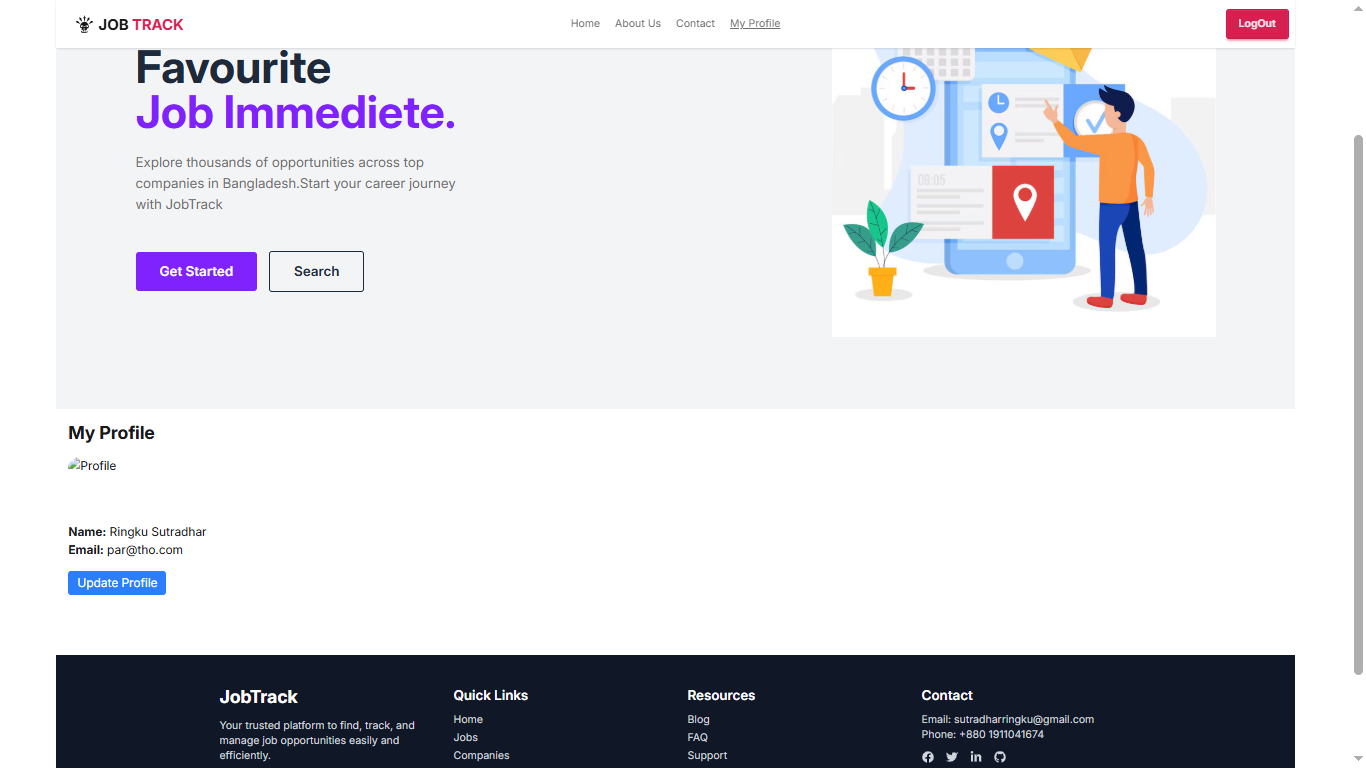 JOB TRACK
Home About Us Contact My Profile
LogOut
Favourite
Job Immediete.
Explore thousands of opportunities across top
companies in Bangladesh.Start your career journey
with JobTrack
Get Started Search
09:05
My Profile
Profile
Name: Ringku Sutradhar
Email: par@tho.com
Update Profile
JobTrack
Your trusted platform to find, track, and
manage job opportunities easily and
efficiently.
Quick Links
Home
Jobs
Companies
Resources
Blog
FAQ
Support
Contact
Email: sutradharringku@gmail.com
Phone: +880 1911041674